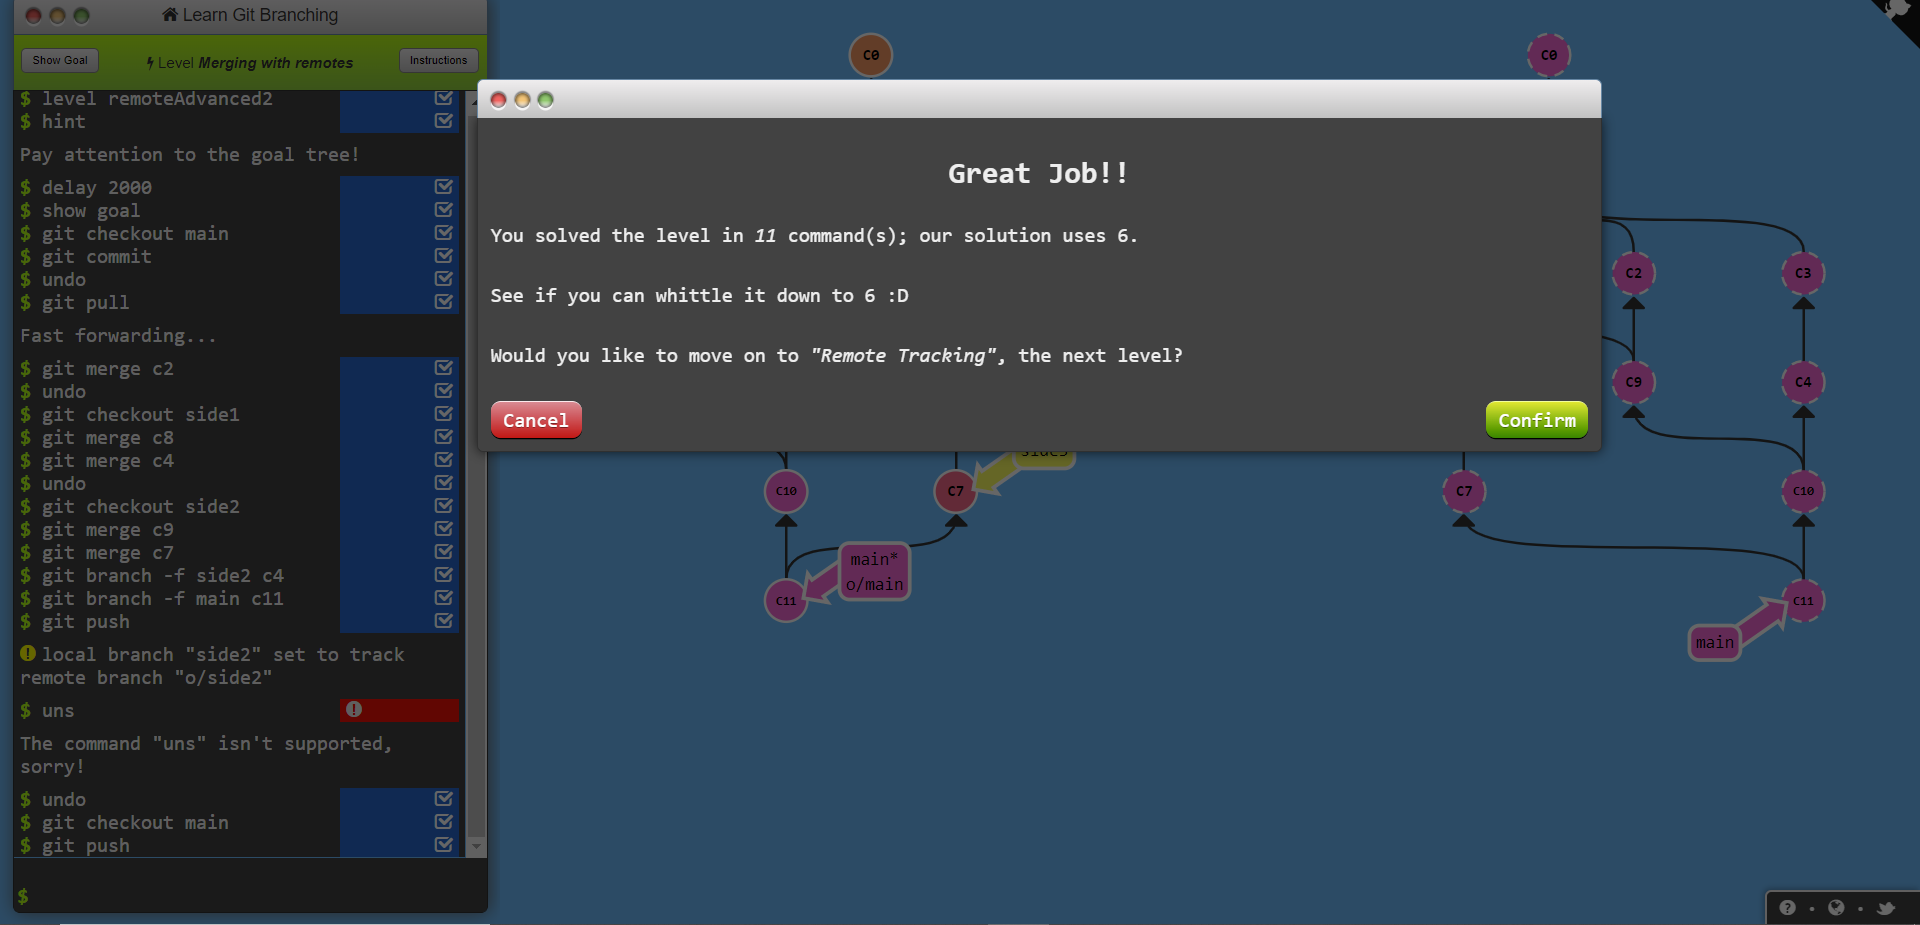 Learn Git Branching
Show Goal
Level Merging with remotes
Instructions
$ level remoteAdvanced2
$ hint
Pay attention to the goal tree!
$ delay 2000
$ show goal
$ git checkout main
$ git commit
$ undo
$ git pull
Fast forwarding...
$ git merge c2
$ undo
$ git checkout side1
$ git merge c8
$ git merge c4
$ undo
$ git checkout side2
$ git merge c9
$ git merge c7
$ git branch -f side2 c4
$ git branch -f main c11
$ git push
local branch "side2" set to track
remote branch "o/side2"
$ uns
The command "uns" isn't supported,
sorry!
$ undo
$ git checkout main
$ git push
$
C0
C0
Great Job!!
You solved the level in 11 command(s); our solution uses 6.
See if you can whittle it down to 6 :D
Would you like to move on to "Remote Tracking", the next level?
Cancel
Confirm
C2
C3
C9
C4
side3
C10
C7
C7
C10
main*
o/main
C11
C11
main